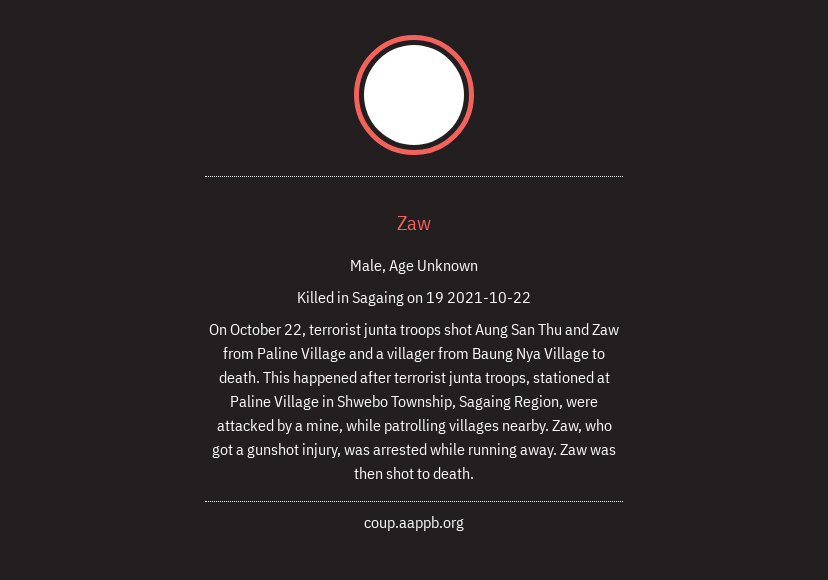 Zaw
Male, Age Unknown
Killed in Sagaing on 19 2021-10-22
On October 22, terrorist junta troops shot Aung San Thu and Zaw
from Paline Village and a villager from Baung Nya Village to
death. This happened after terrorist junta troops, stationed at
Paline Village in Shwebo Township, Sagaing Region, were
attacked by a mine, while patrolling villages nearby. Zaw, who
got a gunshot injury, was arrested while running away. Zaw was
then shot to death.
coup.aappb.org